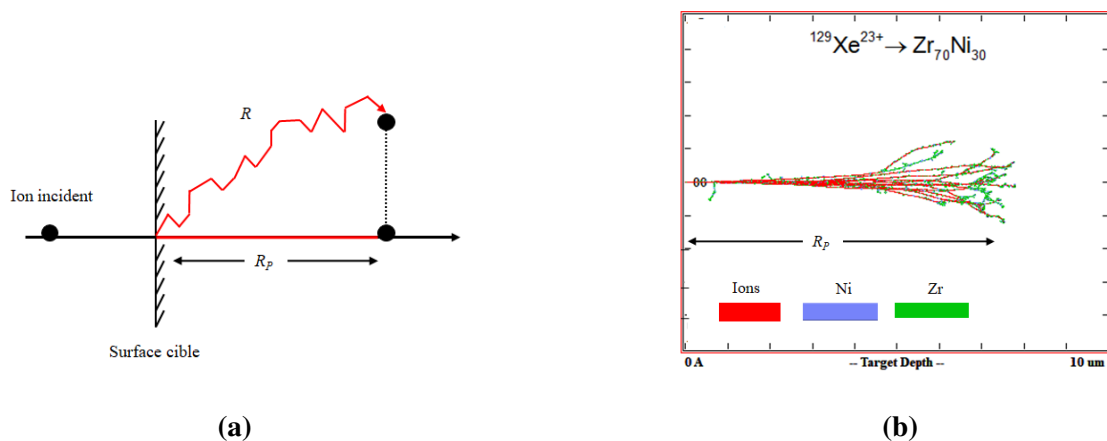 R
Ion incident
R_P
Surface cible
(a)
¹²⁹Xe²³⁺→ Zr₇₀Ni₃₀
00
R_P
Ions Ni Zr
0 A -- Target Depth -- 10 um
(b)